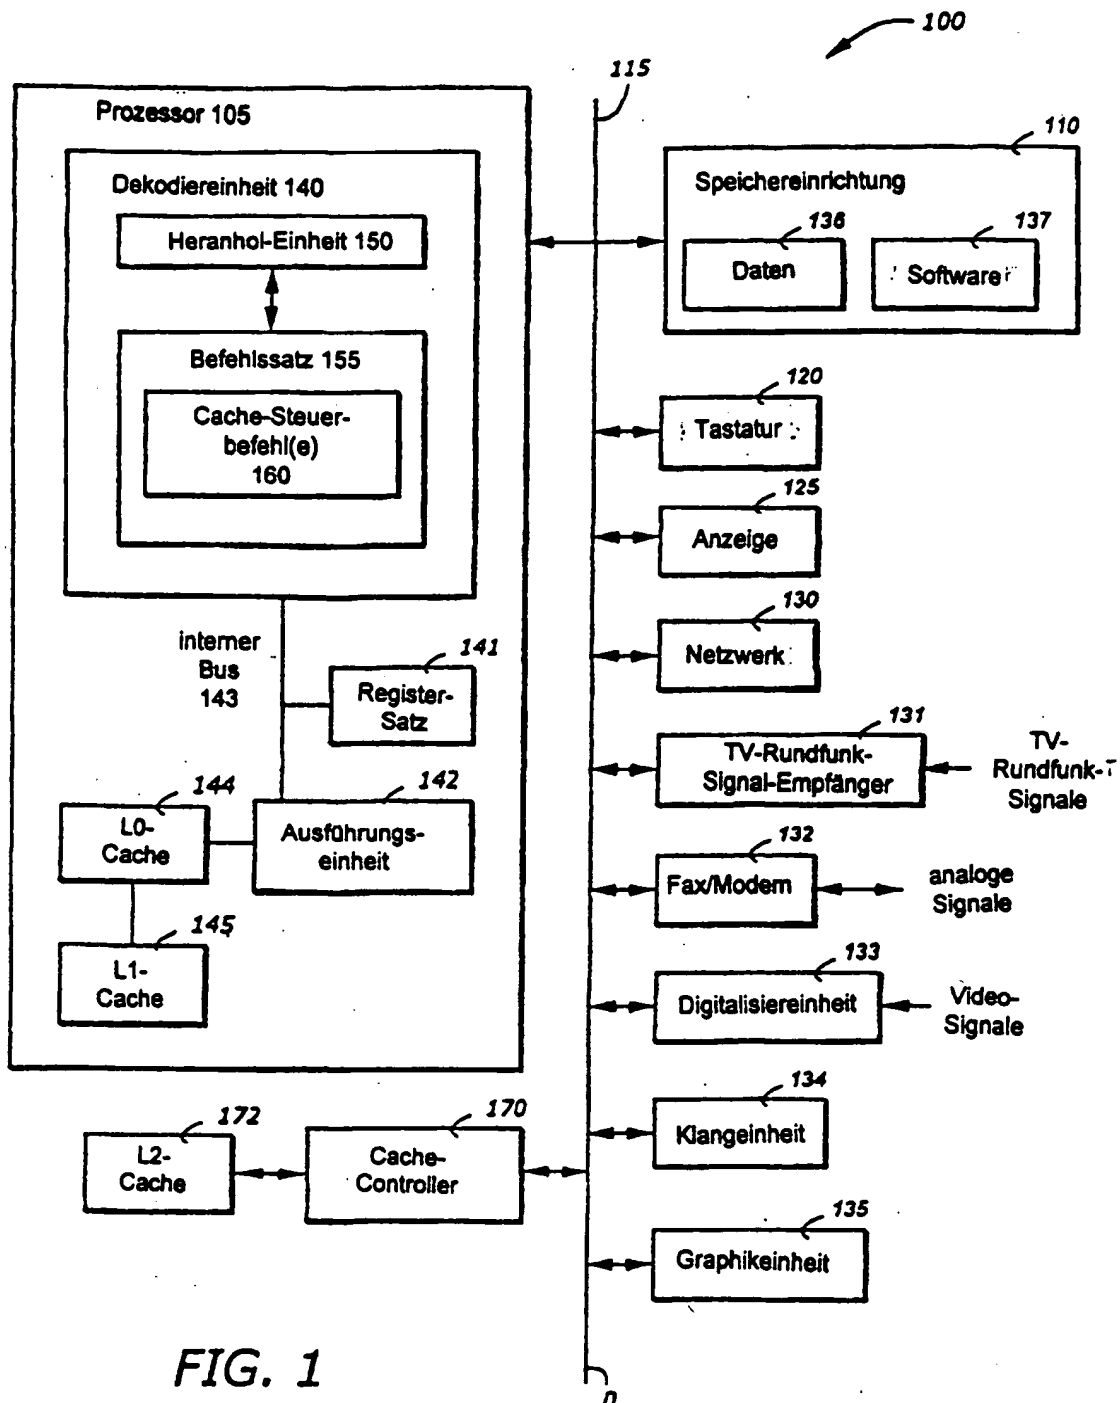 100
115
Prozessor 105
110
Dekodiereinheit 140
Speichereinrichtung
Heranhol-Einheit 150
136
137
Daten
Software
Befehlssatz 155
Cache-Steuer-
befehl(e)
160
120
Tastatur
125
Anzeige
130
Netzwerk
interner
Bus
143
141
Register-
Satz
131
TV-Rundfunk-
Signal-Empfänger
TV-
Rundfunk-
Signale
144
L0-
Cache
142
Ausführungs-
einheit
132
Fax/Modem
analoge
Signale
145
L1-
Cache
133
Digitalisiereinheit
Video-
Signale
134
Klangeinheit
172
L2-
Cache
170
Cache-
Controller
135
Graphikeinheit
FIG. 1